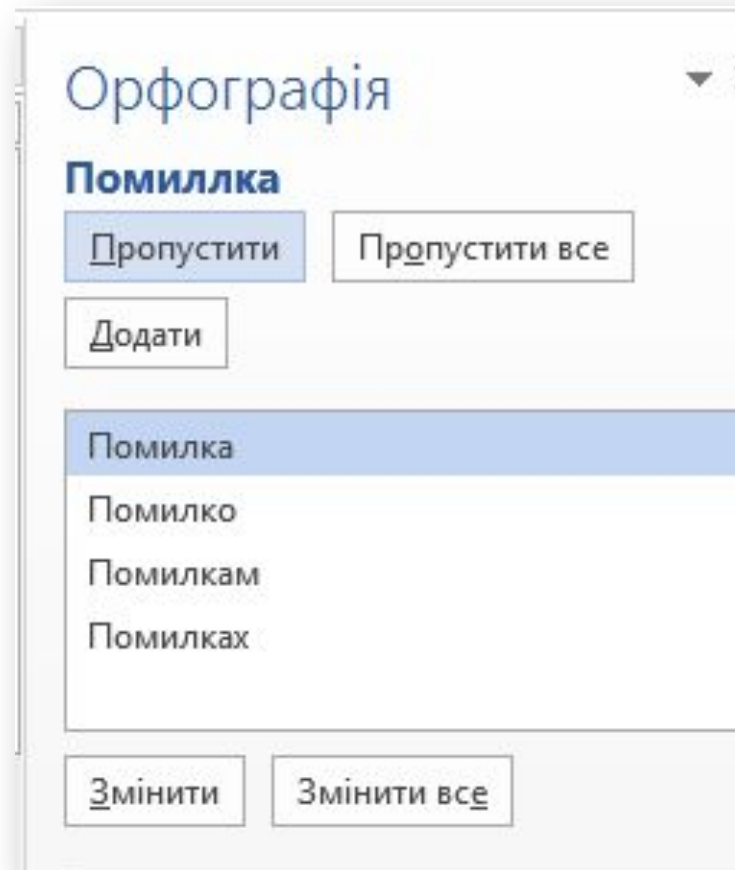 Орфографія
Помиллка
Пропустити Пропустити все
Додати
Помилка
Помилко
Помилкам
Помилках
Змінити Змінити все